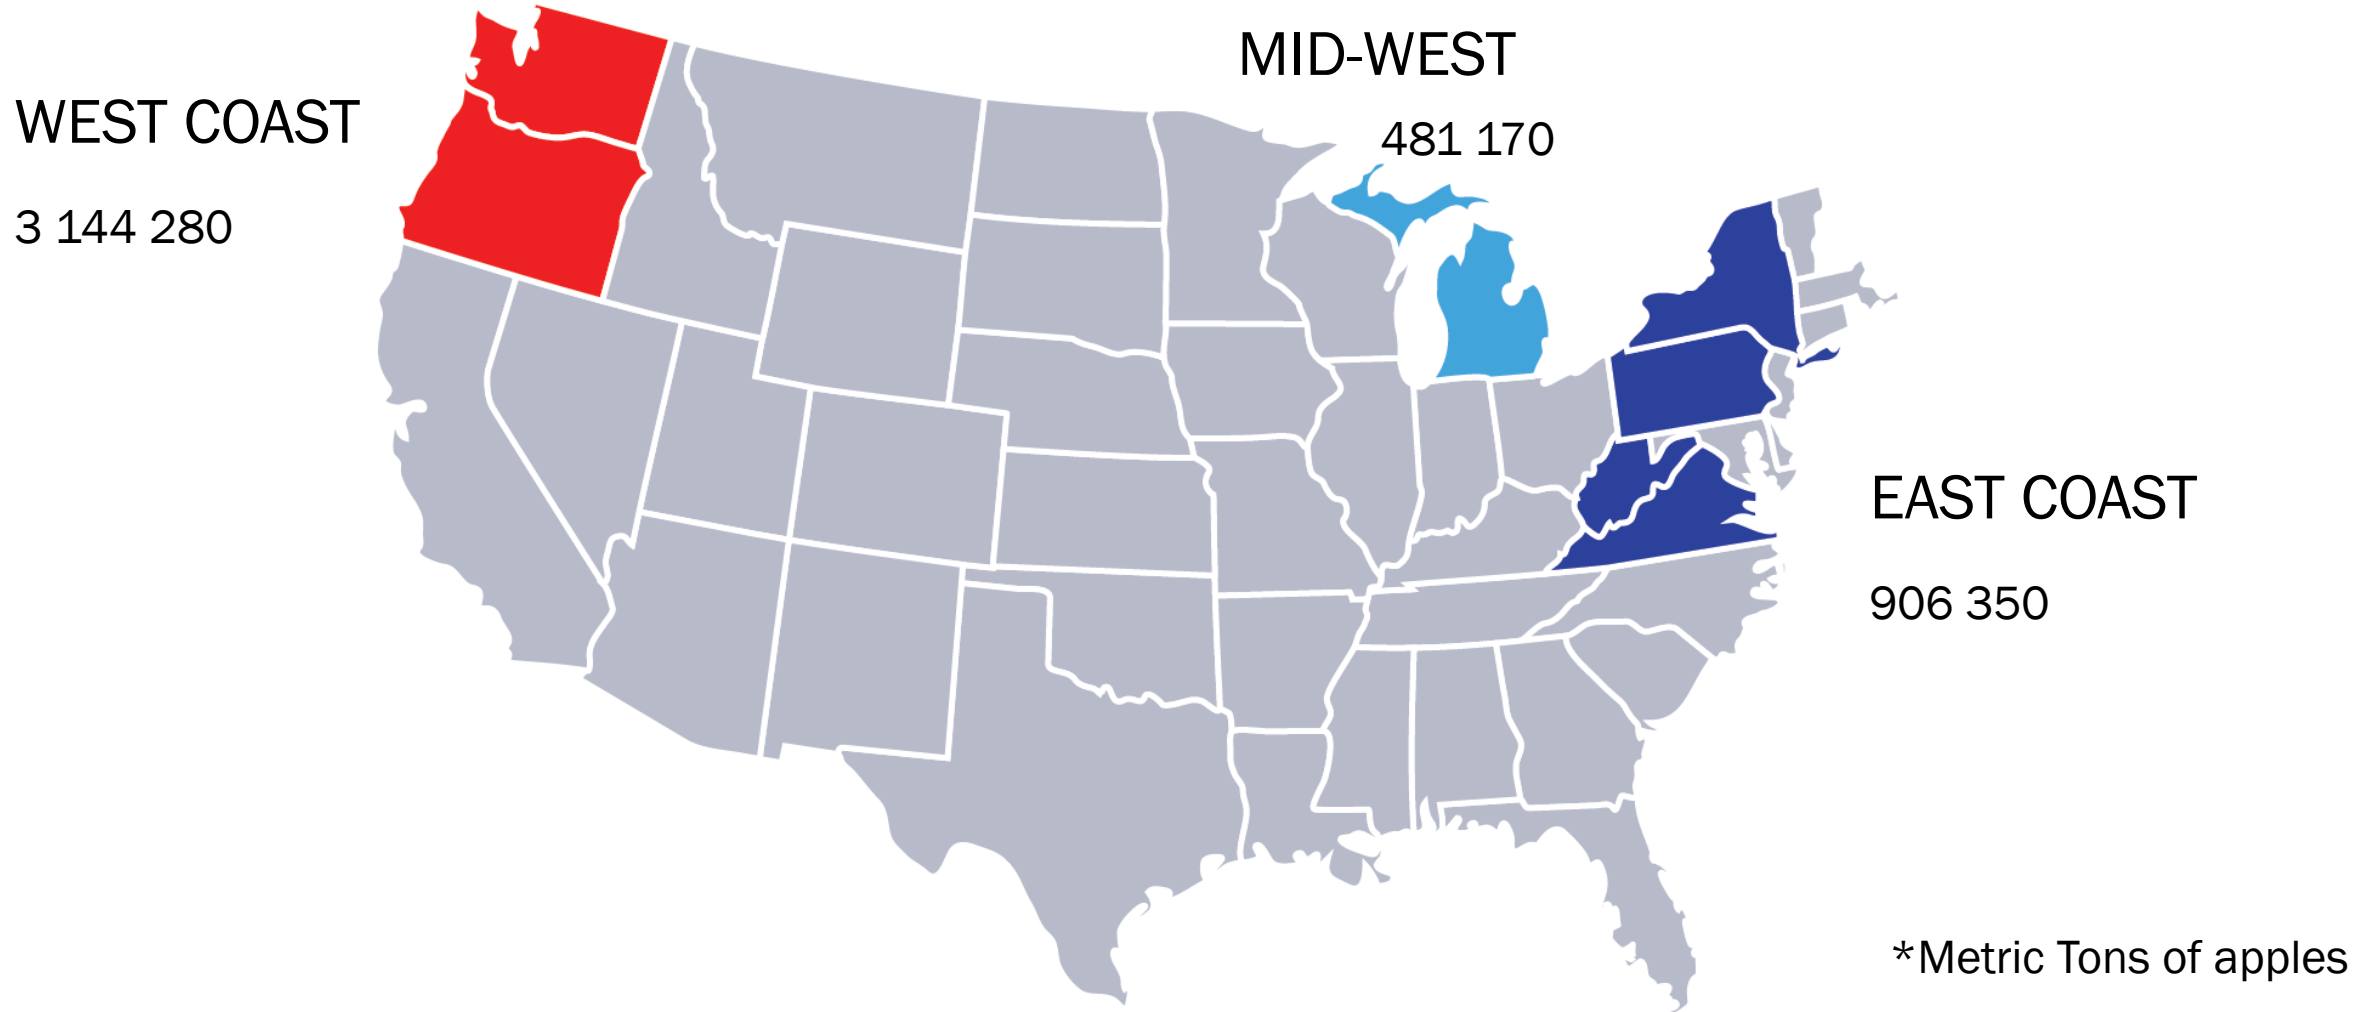 MID-WEST
481 170
WEST COAST
3 144 280
EAST COAST
906 350
*Metric Tons of apples